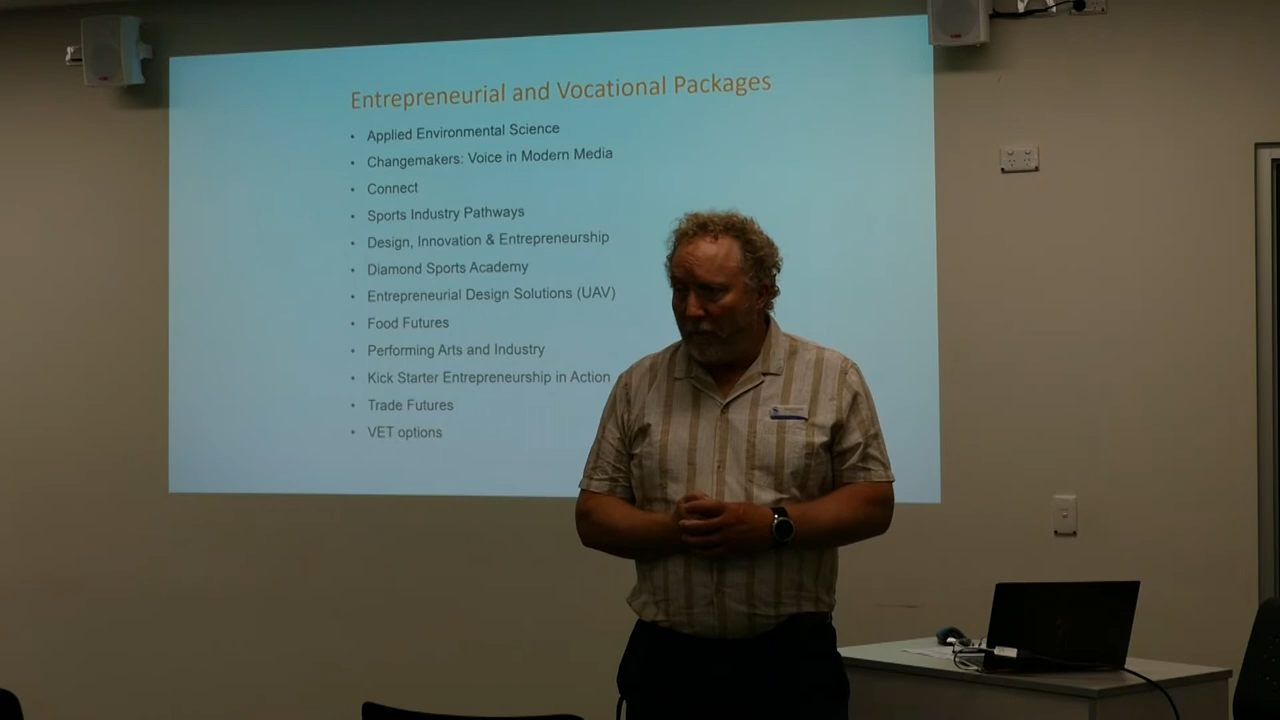 Entrepreneurial and Vocational Packages
• Applied Environmental Science
• Changemakers: Voice in Modern Media
• Connect
• Sports Industry Pathways
• Design, Innovation & Entrepreneurship
• Diamond Sports Academy
• Entrepreneurial Design Solutions (UAV)
• Food Futures
• Performing Arts and Industry
• Kick Starter Entrepreneurship in Action
• Trade Futures
• VET options